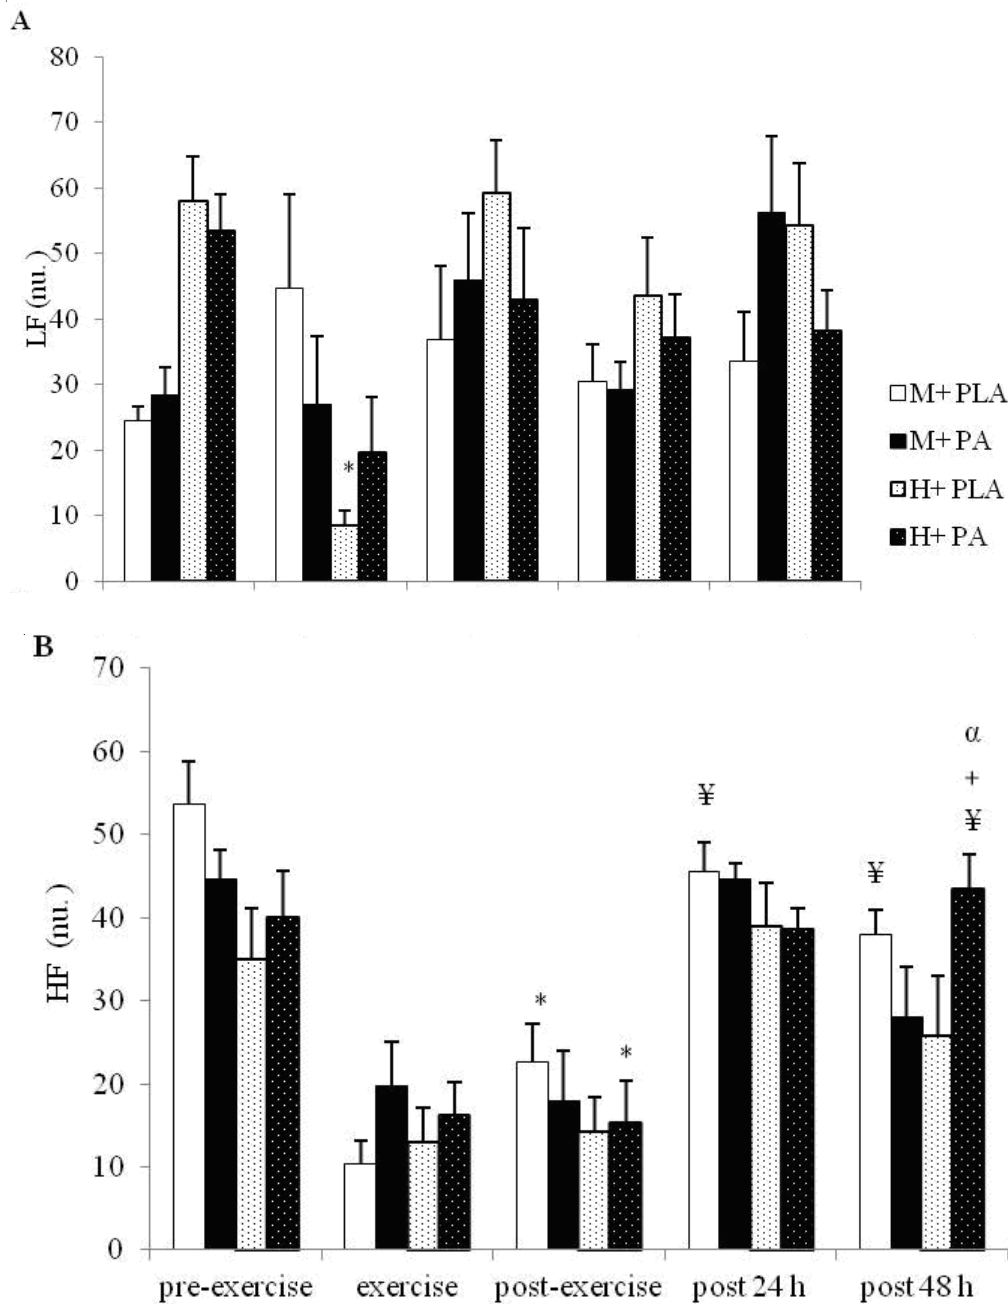 A
80
70
60
50
40
30
20
10
0
LF (nu.)
*
M+ PLA
M+ PA
H+ PLA
H+ PA
B
70
60
50
40
30
20
10
0
HF (nu.)
*
*
¥
¥
α
+
¥
pre-exercise exercise post-exercise post 24 h post 48 h